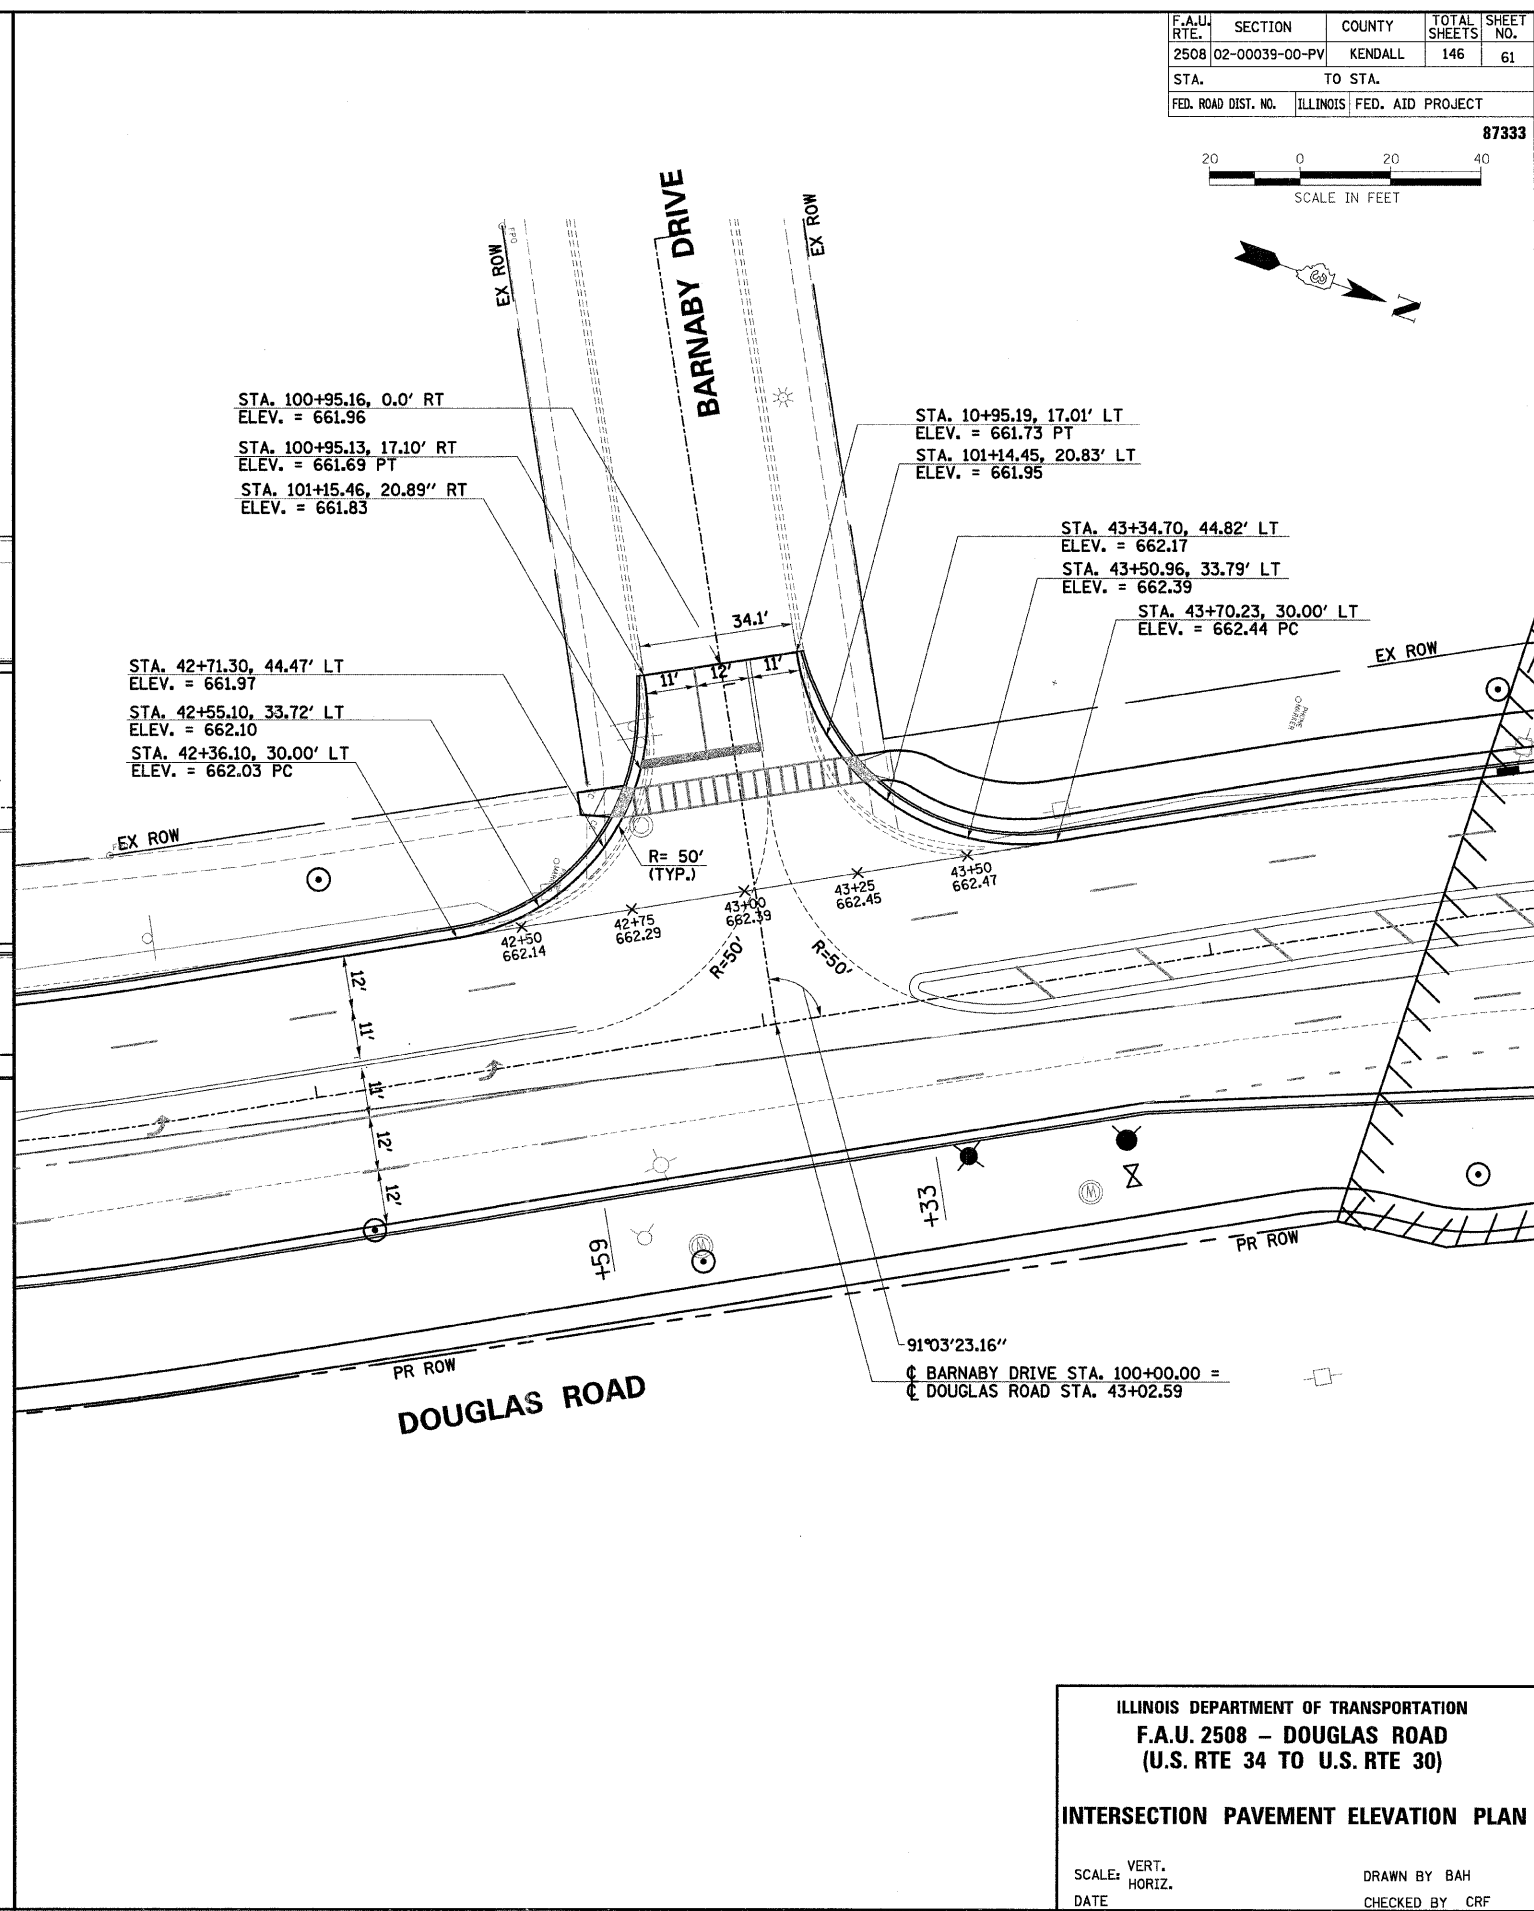 F.A.U. RTE. SECTION COUNTY TOTAL SHEETS SHEET NO.
2508 02-00039-00-PV KENDALL 146 61
STA. TO STA.
FED. ROAD DIST. NO. ILLINOIS FED. AID PROJECT
87333
20 0 20 40
SCALE IN FEET
N
BARNABY DRIVE
EX ROW
EX ROW
STA. 100+95.16, 0.0' RT
ELEV. = 661.96
STA. 100+95.13, 17.10' RT
ELEV. = 661.69 PT
STA. 101+15.46, 20.89'' RT
ELEV. = 661.83
STA. 10+95.19, 17.01' LT
ELEV. = 661.73 PT
STA. 101+14.45, 20.83' LT
ELEV. = 661.95
STA. 43+34.70, 44.82' LT
ELEV. = 662.17
STA. 43+50.96, 33.79' LT
ELEV. = 662.39
STA. 43+70.23, 30.00' LT
ELEV. = 662.44 PC
34.1'
11' 12' 11'
EX ROW
STA. 42+71.30, 44.47' LT
ELEV. = 661.97
STA. 42+55.10, 33.72' LT
ELEV. = 662.10
STA. 42+36.10, 30.00' LT
ELEV. = 662.03 PC
EX ROW
R= 50'
(TYP.)
42+50
662.14
42+75
662.29
43+00
662.39
43+25
662.45
43+50
662.47
R=50'
R=50'
12'
11'
11'
12'
12'
+59
+33
W
W
PR ROW
PR ROW
91°03'23.16''
℄ BARNABY DRIVE STA. 100+00.00 =
℄ DOUGLAS ROAD STA. 43+02.59
DOUGLAS ROAD
ILLINOIS DEPARTMENT OF TRANSPORTATION
F.A.U. 2508 – DOUGLAS ROAD
(U.S. RTE 34 TO U.S. RTE 30)
INTERSECTION PAVEMENT ELEVATION PLAN
SCALE: VERT.
HORIZ.
DATE
DRAWN BY BAH
CHECKED BY CRF